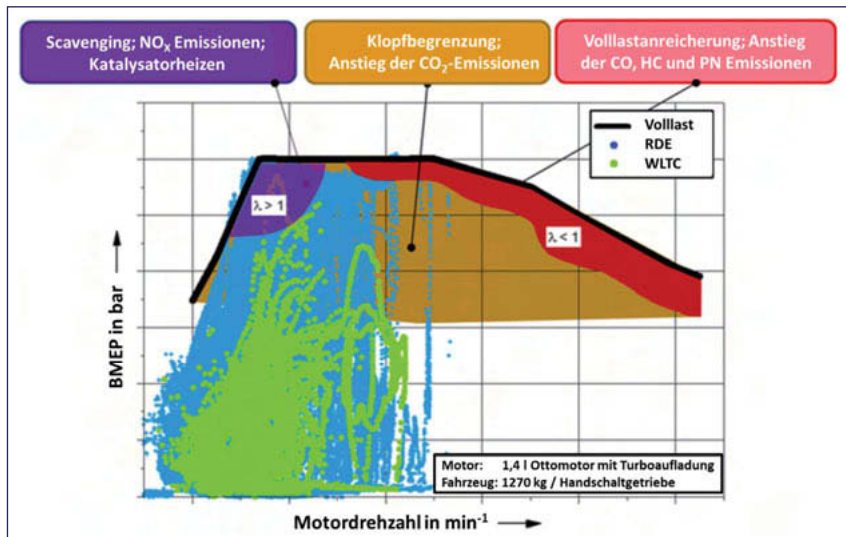 Scavenging; NOX Emissionen;
Katalysatorheizen
Klopfbegrenzung;
Anstieg der CO2-Emissionen
Volllastanreicherung; Anstieg
der CO, HC und PN Emissionen
Volllast
RDE
WLTC
λ > 1
λ < 1
BMEP in bar
Motor: 1,4 l Ottomotor mit Turboaufladung
Fahrzeug: 1270 kg / Handschaltgetriebe
Motordrehzahl in min⁻¹